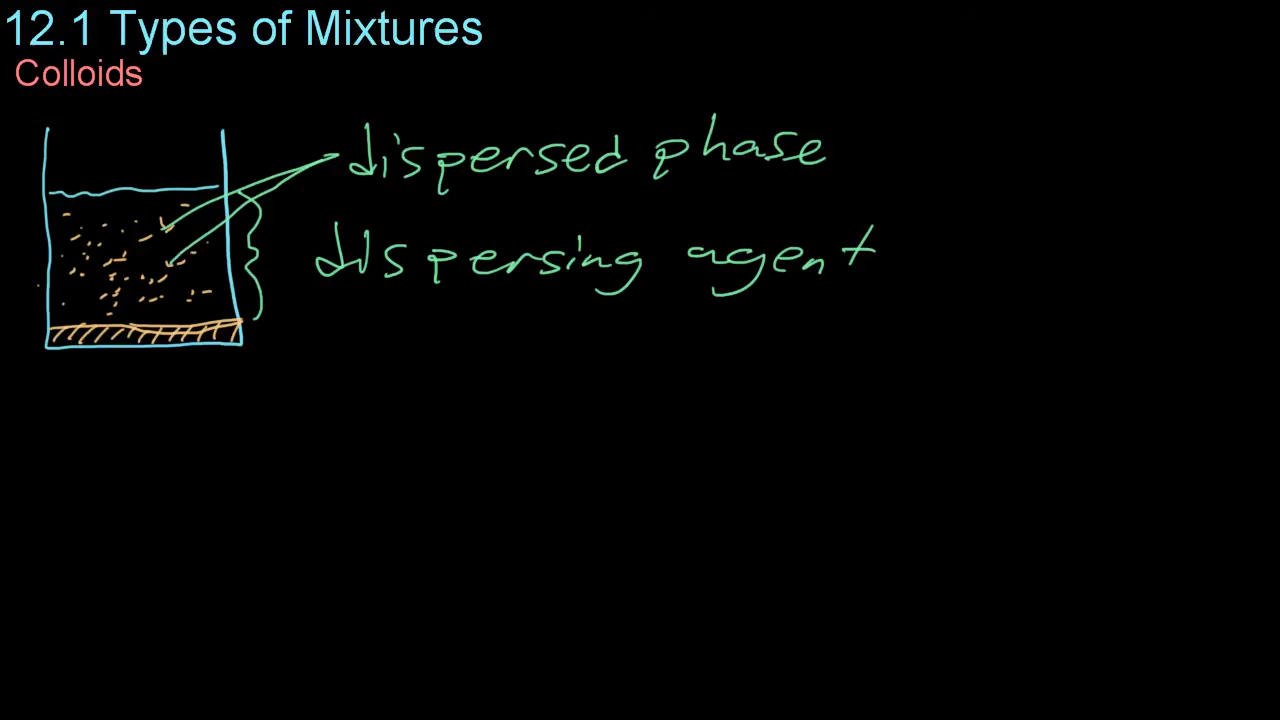 12.1 Types of Mixtures
Colloids
dispersed phase
dispersing agent